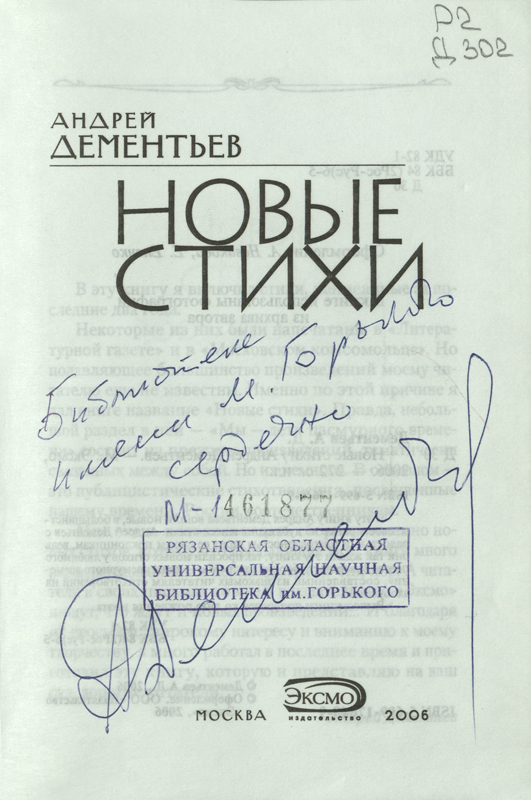 Р2
Д 302
АНДРЕЙ
ДЕМЕНТЬЕВ
НОВЫЕ
СТИХИ
Библиотеке
имени М. Горького
сердечно
М-1461877
РЯЗАНСКАЯ ОБЛАСТНАЯ
УНИВЕРСАЛЬНАЯ НАУЧНАЯ
БИБЛИОТЕКА им. ГОРЬКОГО
ЭКСМО
издательство
МОСКВА 2006